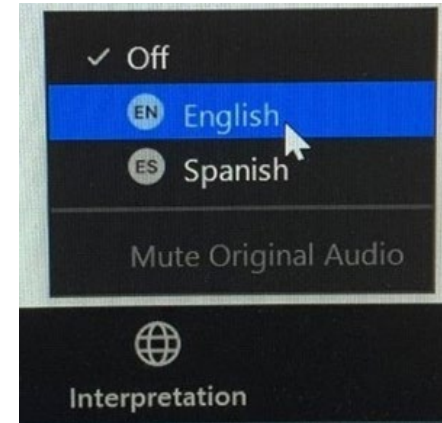 Off
EN English
ES Spanish
Mute Original Audio
Interpretation